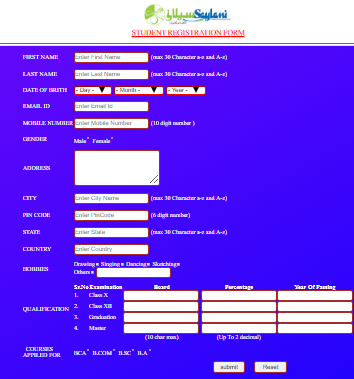 سیلانی Saylani
STUDENT REGISTRATION FORM
FIRST NAME Enter First Name (max 30 Character a-z and A-z)
LAST NAME Enter Last Name (max 30 Character a-z and A-z)
DATE OF BIRTH - Day - - Month - - Year -
EMAIL ID Enter Email Id
MOBILE NUMBER Enter Mobile Number (10 digit number )
GENDER Male Female
ADDRESS
CITY Enter City Name (max 30 Character a-z and A-z)
PIN CODE Enter PinCode (6 digit number)
STATE Enter State (max 30 Character a-z and A-z)
COUNTRY Enter Country
HOBBIES Drawing Singing Dancing Sketching
Others
Sr.No Examination Board Percentage Year Of Passing
1. Class X
2. Class XII
QUALIFICATION 3. Graduation
4. Master
(10 char max) (Up To 2 decimal)
COURSES
APPILED FOR BCA B.COM B.SC B.A
submit Reset